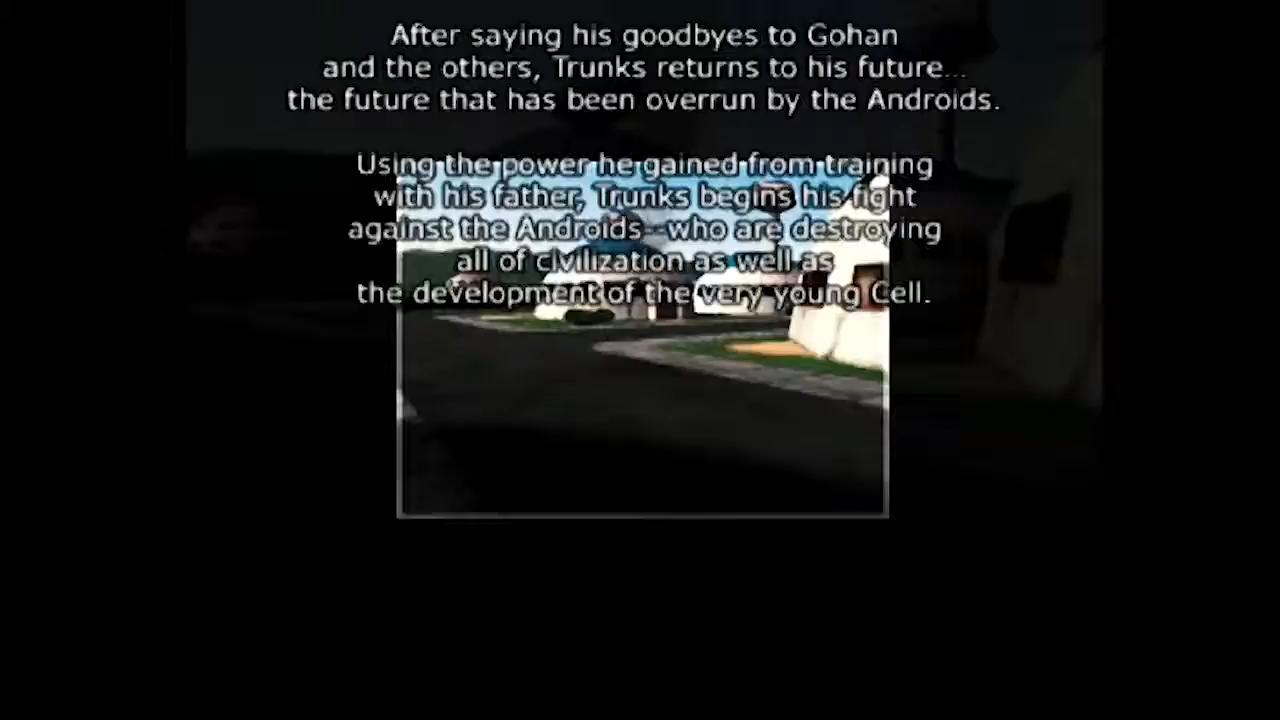 After saying his goodbyes to Gohan
and the others, Trunks returns to his future...
the future that has been overrun by the Androids.
Using the power he gained from training
with his father, Trunks begins his fight
against the Androids--who are destroying
all of civilization as well as
the development of the very young Cell.